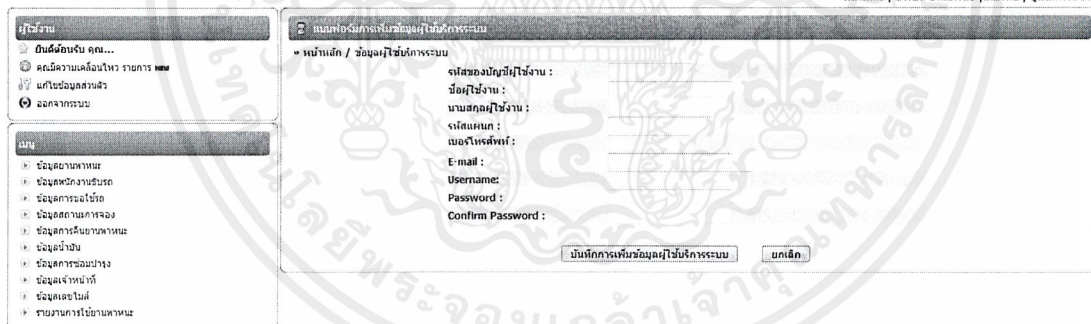 ผู้ใช้งาน
ยินดีต้อนรับ คุณ...
คุณมีความเคลื่อนไหว รายการ new
แก้ไขข้อมูลส่วนตัว
ออกจากระบบ
เมนู
ข้อมูลยานพาหนะ
ข้อมูลพนักงานขับรถ
ข้อมูลการขอใช้รถ
ข้อมูลสถานะการจอง
ข้อมูลการคืนยานพาหนะ
ข้อมูลน้ำมัน
ข้อมูลการซ่อมบำรุง
ข้อมูลเจ้าหน้าที่
ข้อมูลเลขไมล์
รายงานการใช้ยานพาหนะ
แบบฟอร์มการเพิ่มข้อมูลผู้ใช้บริการระบบ
» หน้าหลัก / ข้อมูลผู้ใช้บริการระบบ
รหัสของบัญชีผู้ใช้งาน :
ชื่อผู้ใช้งาน :
นามสกุลผู้ใช้งาน :
รหัสแผนก :
เบอร์โทรศัพท์ :
E-mail :
Username:
Password :
Confirm Password :
บันทึกการเพิ่มข้อมูลผู้ใช้บริการระบบ
ยกเลิก